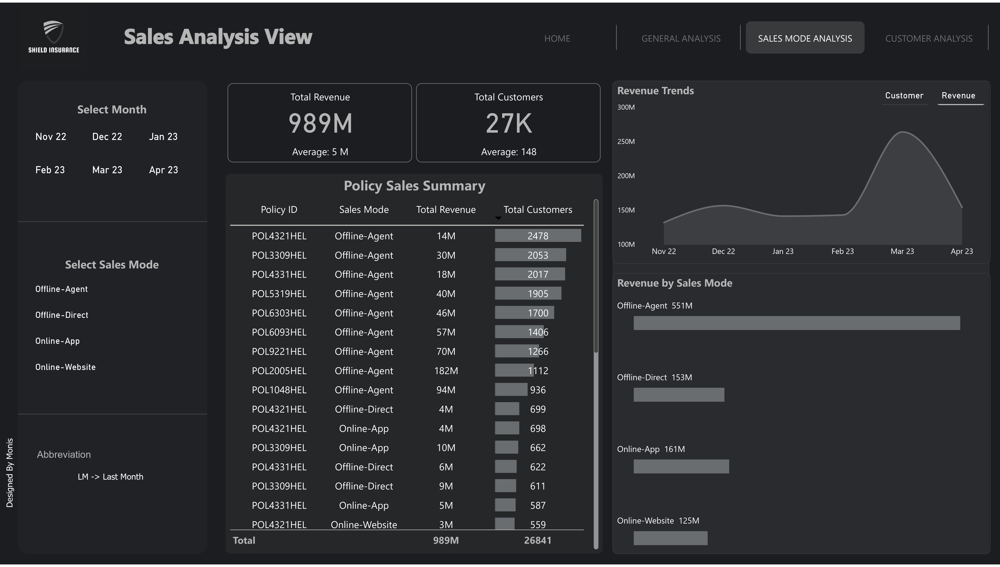 SHIELD INSURANCE
Sales Analysis View
HOME
GENERAL ANALYSIS
SALES MODE ANALYSIS
CUSTOMER ANALYSIS
Select Month
Nov 22 Dec 22 Jan 23
Feb 23 Mar 23 Apr 23
Select Sales Mode
Offline-Agent
Offline-Direct
Online-App
Online-Website
Abbreviation
LM -> Last Month
Designed By Monis
Total Revenue
989M
Average: 5 M
Total Customers
27K
Average: 148
Policy Sales Summary
Policy ID Sales Mode Total Revenue Total Customers
POL4321HEL Offline-Agent 14M 2478
POL3309HEL Offline-Agent 30M 2053
POL4331HEL Offline-Agent 18M 2017
POL5319HEL Offline-Agent 40M 1905
POL6303HEL Offline-Agent 46M 1700
POL6093HEL Offline-Agent 57M 1406
POL9221HEL Offline-Agent 70M 1266
POL2005HEL Offline-Agent 182M 1112
POL1048HEL Offline-Agent 94M 936
POL4321HEL Offline-Direct 4M 699
POL4321HEL Online-App 4M 698
POL3309HEL Online-App 10M 662
POL4331HEL Offline-Direct 6M 622
POL3309HEL Offline-Direct 9M 611
POL4331HEL Online-App 5M 587
POL4321HEL Online-Website 3M 559
Total 989M 26841
Revenue Trends
Customer Revenue
300M
250M
200M
150M
100M
Nov 22 Dec 22 Jan 23 Feb 23 Mar 23 Apr 23
Revenue by Sales Mode
Offline-Agent 551M
Offline-Direct 153M
Online-App 161M
Online-Website 125M